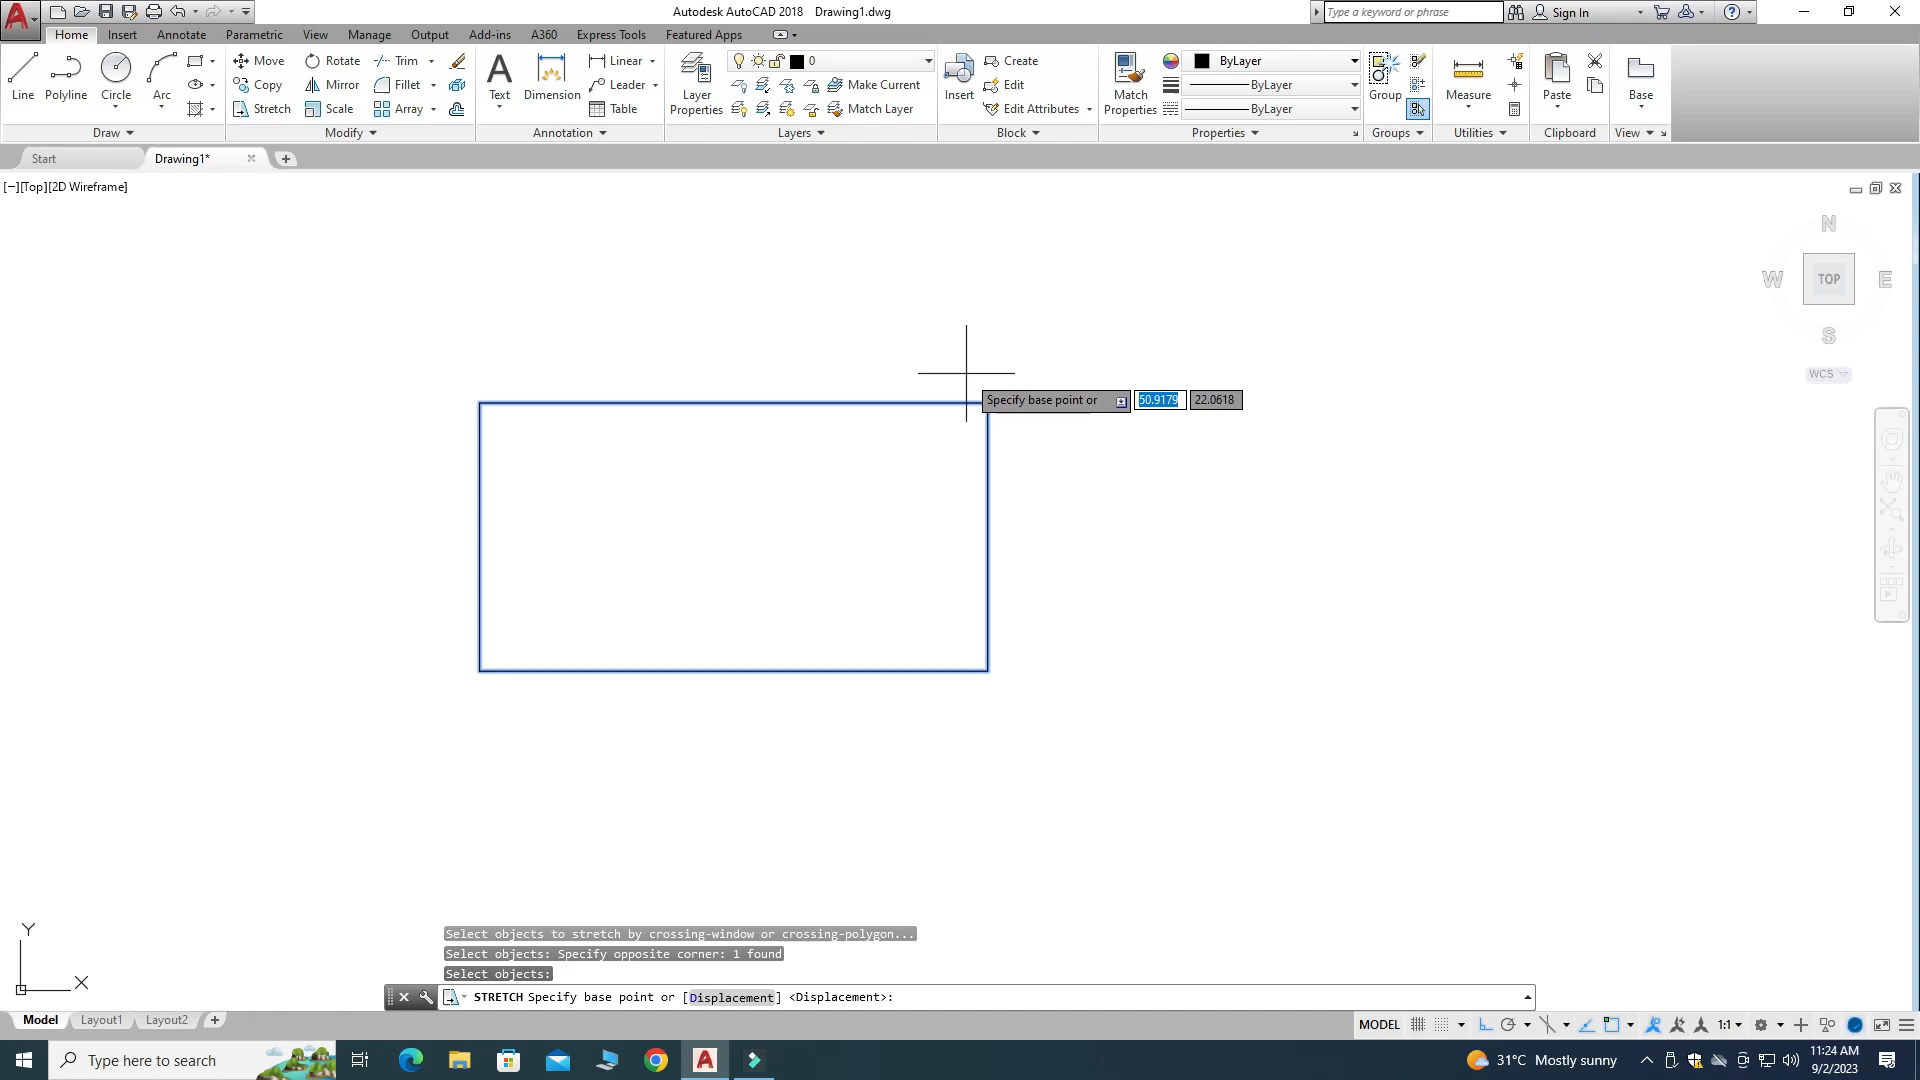 Autodesk AutoCAD 2018 Drawing1.dwg
Type a keyword or phrase
Sign In
Home Insert Annotate Parametric View Manage Output Add-ins A360 Express Tools Featured Apps
Line Polyline Circle Arc
Move Rotate Trim
Copy Mirror Fillet
Stretch Scale Array
Text Dimension
Linear
Leader
Table
Layer Properties
0
Make Current
Match Layer
Insert
Create
Edit
Edit Attributes
Match Properties
ByLayer
ByLayer
ByLayer
Group
Measure
Paste
Base
Draw Modify Annotation Layers Block Properties Groups Utilities Clipboard View
Start Drawing1*
[−][Top][2D Wireframe]
N
W TOP E
S
WCS
Specify base point or 50.9179 22.0618
Y
X
Select objects to stretch by crossing-window or crossing-polygon...
Select objects: Specify opposite corner: 1 found
Select objects:
STRETCH Specify base point or [Displacement] <Displacement>:
Model Layout1 Layout2
MODEL 1:1
Type here to search
31°C Mostly sunny
11:24 AM
9/2/2023